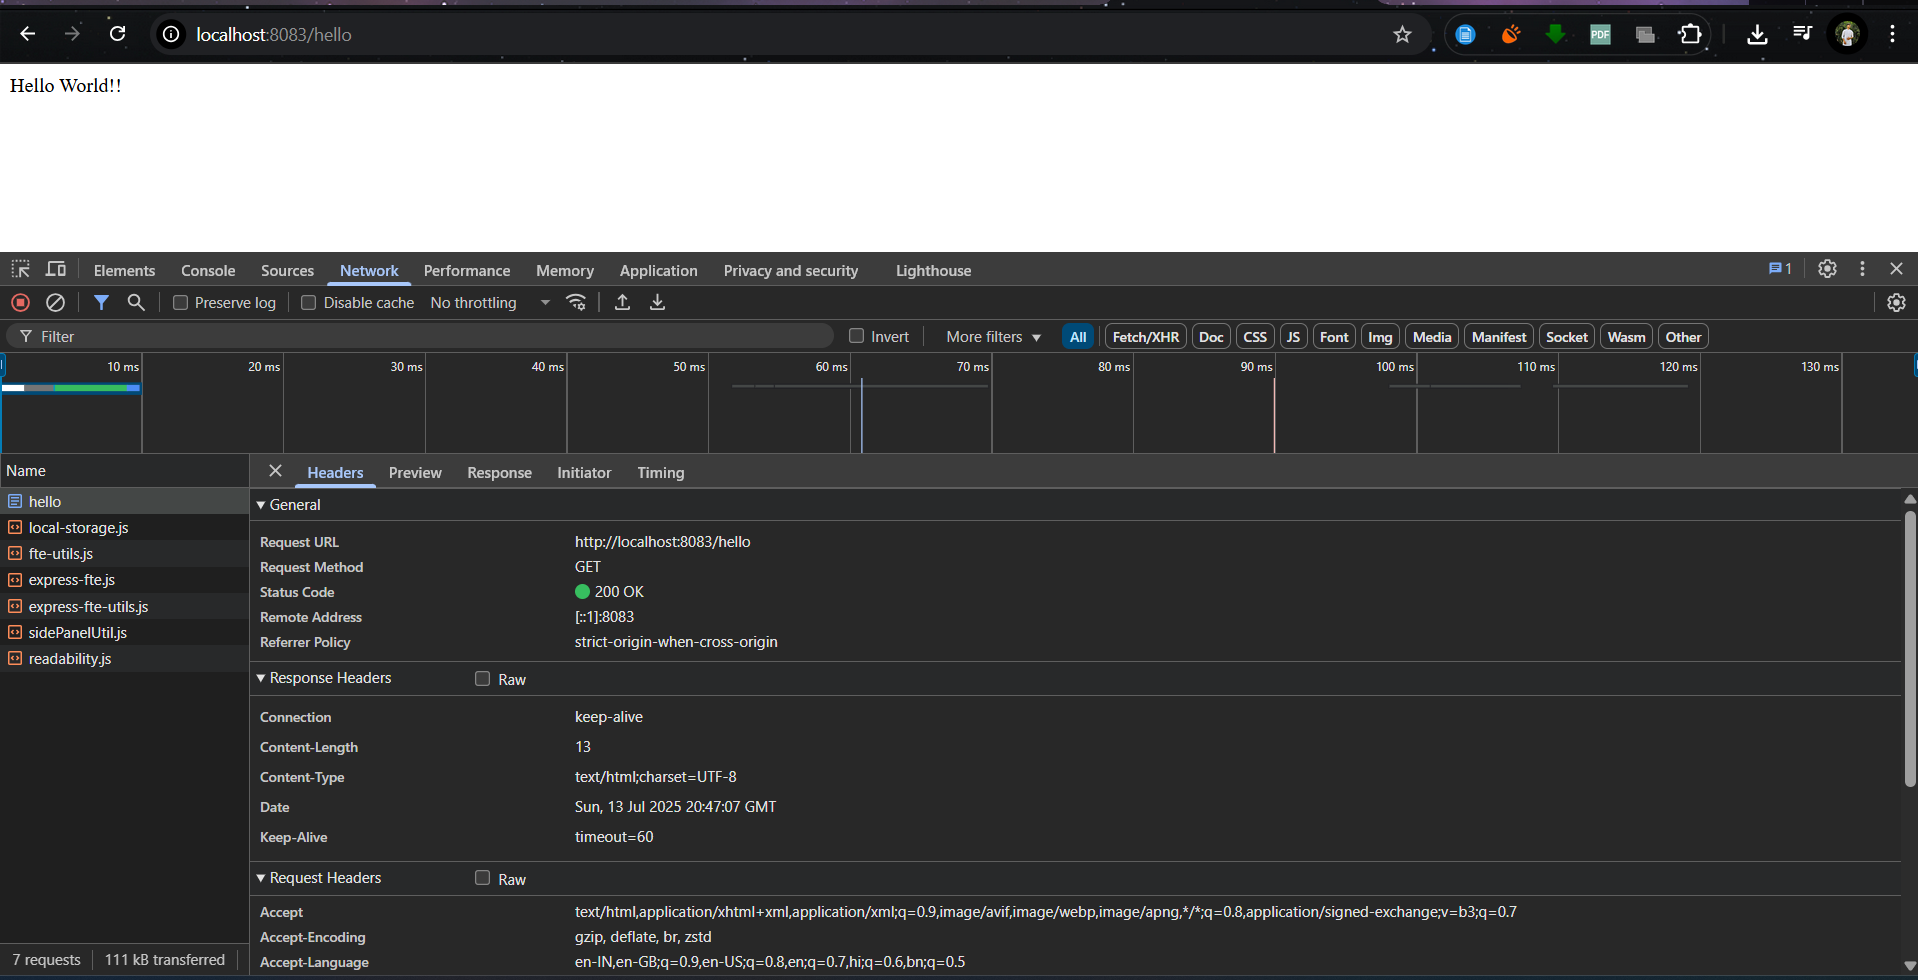 localhost:8083/hello
PDF
Hello World!!
Elements Console Sources Network Performance Memory Application Privacy and security Lighthouse 1
Preserve log Disable cache No throttling
Filter Invert More filters All Fetch/XHR Doc CSS JS Font Img Media Manifest Socket Wasm Other
10 ms 20 ms 30 ms 40 ms 50 ms 60 ms 70 ms 80 ms 90 ms 100 ms 110 ms 120 ms 130 ms
Name
hello
local-storage.js
fte-utils.js
express-fte.js
express-fte-utils.js
sidePanelUtil.js
readability.js
7 requests 111 kB transferred
Headers Preview Response Initiator Timing
General
Request URL http://localhost:8083/hello
Request Method GET
Status Code 200 OK
Remote Address [::1]:8083
Referrer Policy strict-origin-when-cross-origin
Response Headers Raw
Connection keep-alive
Content-Length 13
Content-Type text/html;charset=UTF-8
Date Sun, 13 Jul 2025 20:47:07 GMT
Keep-Alive timeout=60
Request Headers Raw
Accept text/html,application/xhtml+xml,application/xml;q=0.9,image/avif,image/webp,image/apng,*/*;q=0.8,application/signed-exchange;v=b3;q=0.7
Accept-Encoding gzip, deflate, br, zstd
Accept-Language en-IN,en-GB;q=0.9,en-US;q=0.8,en;q=0.7,hi;q=0.6,bn;q=0.5